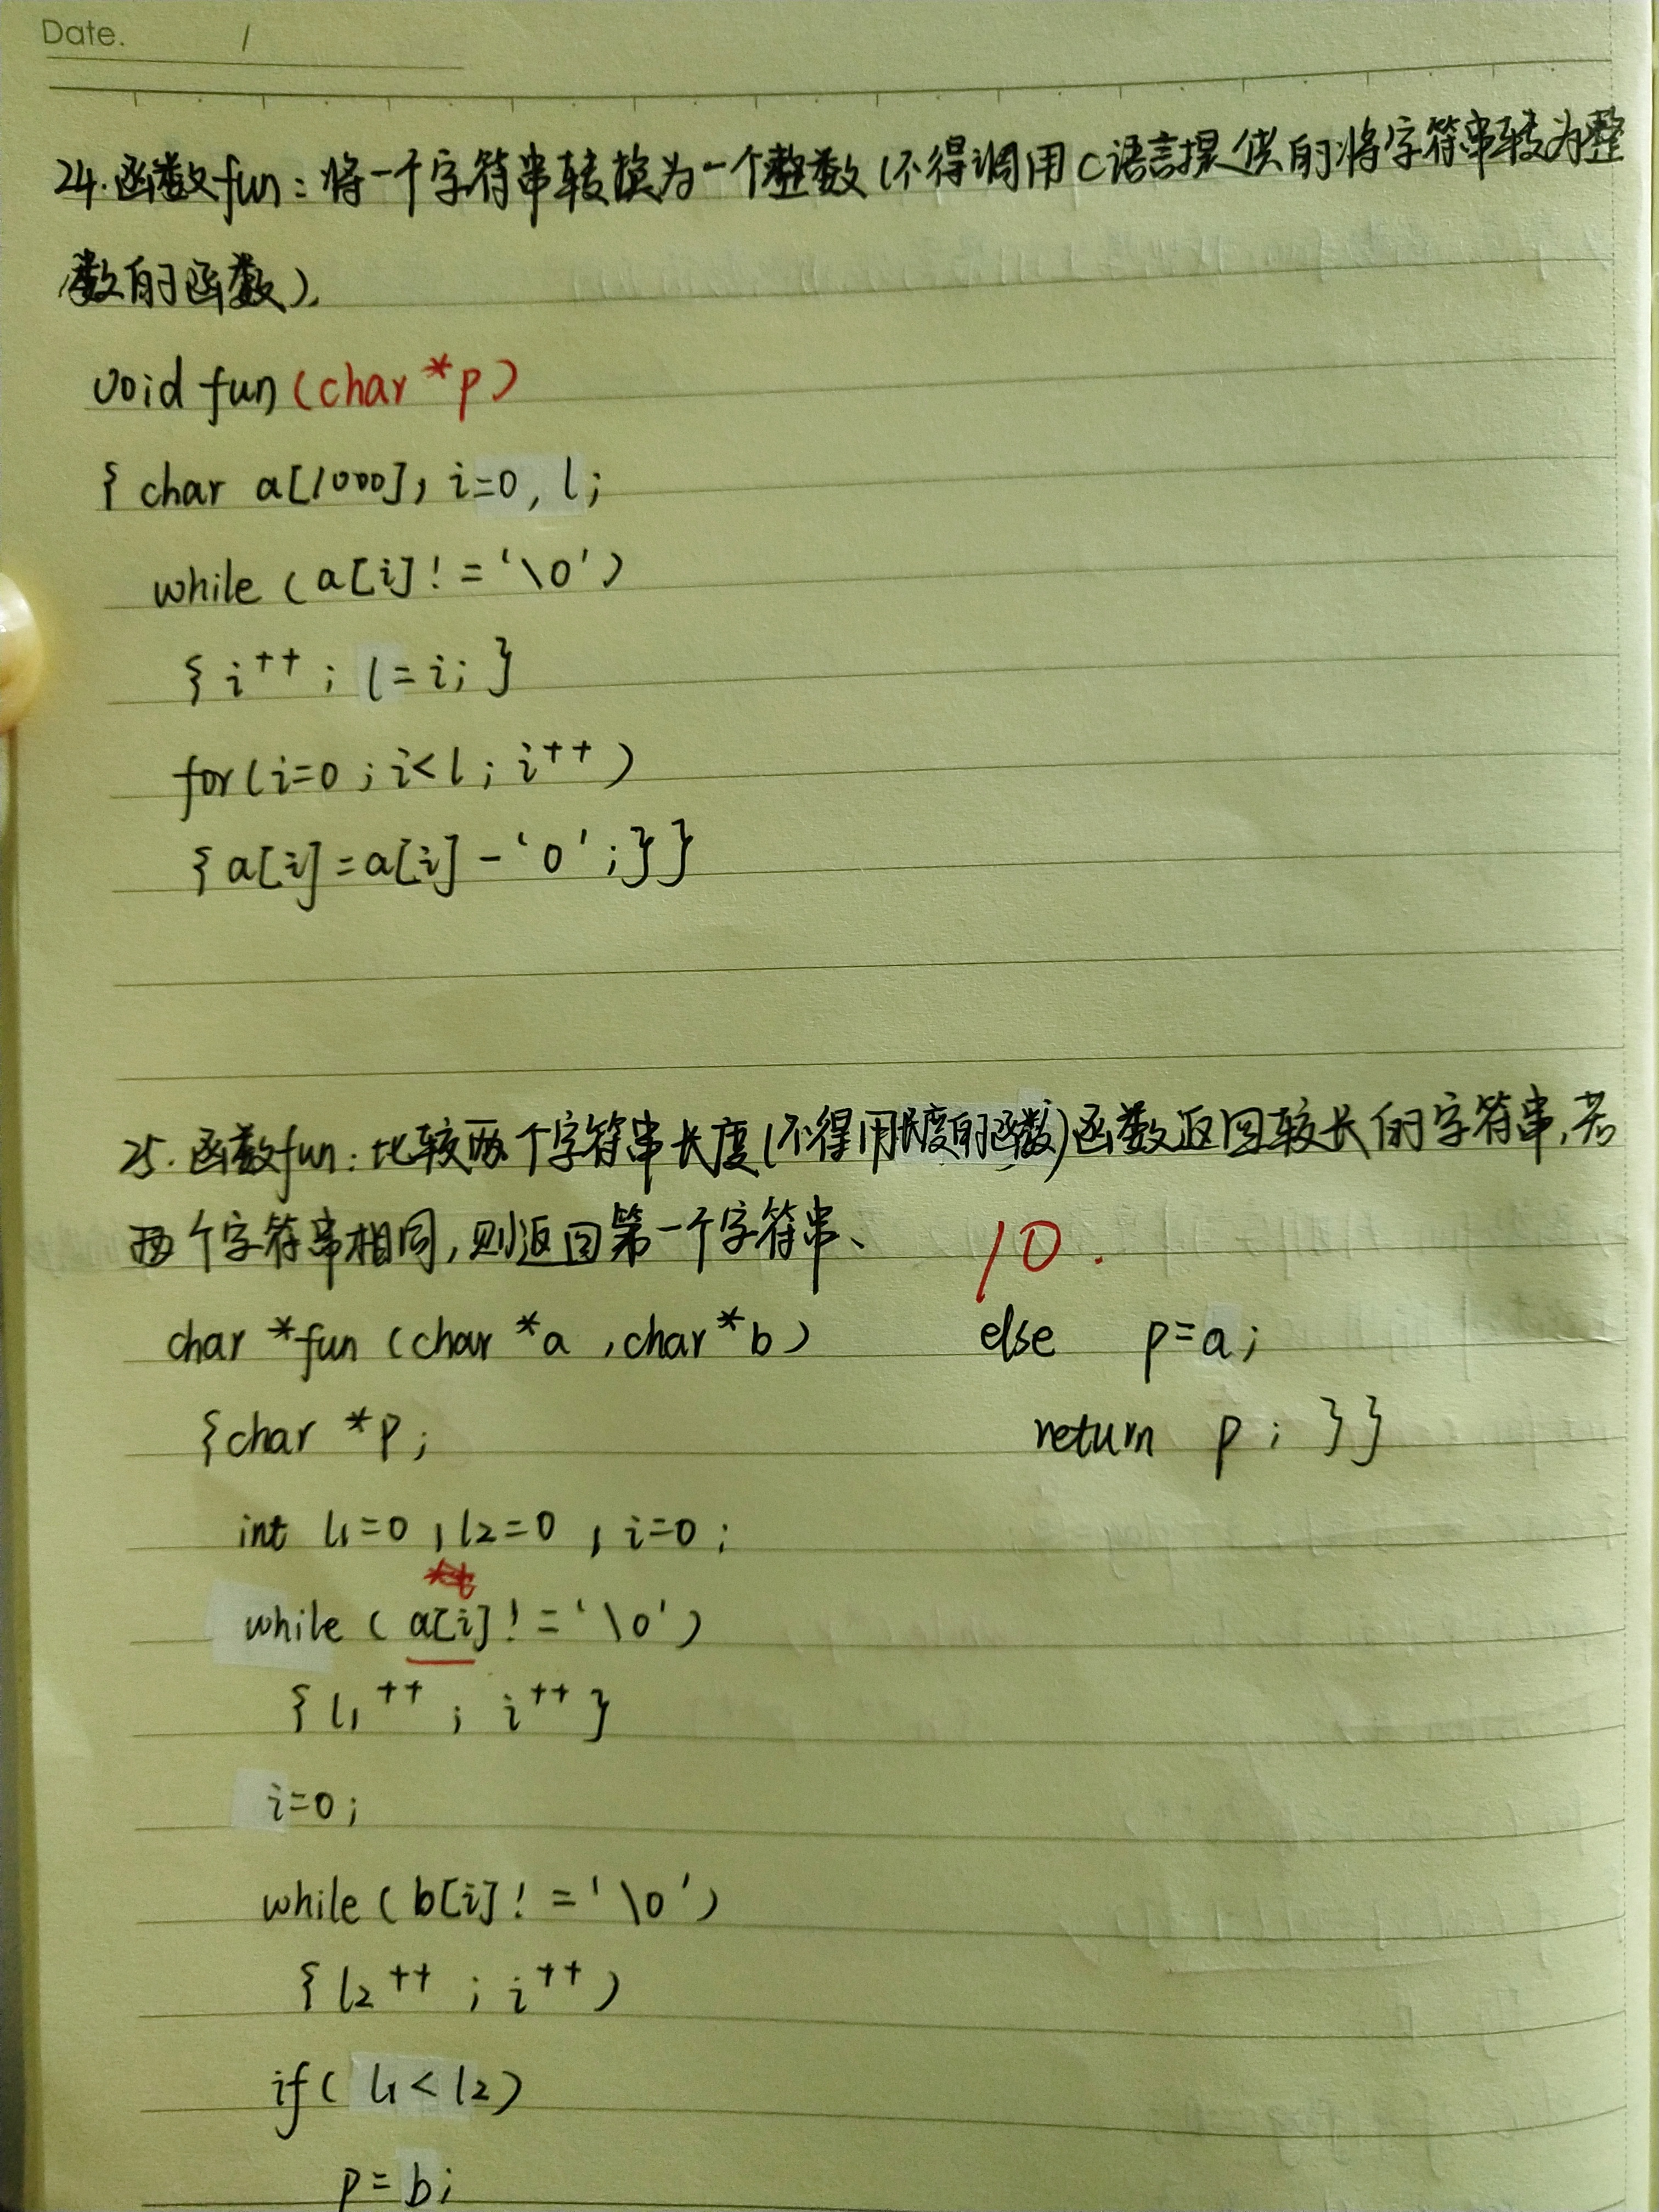 Date. /
24.函数fun:将一个字符串转换为一个整数(不得调用C语言提供的将字符串转为整
数的函数).
void fun(char *p)
{ char a[1000], i=0, l;
while (a[i]!='\0')
{ i++; l=i; }
for(i=0;i<l;i++)
{a[i]=a[i]-'0';}}
25.函数fun:比较两个字符串长度(不得用长度的函数)函数返回较长的字符串,若
两个字符串相同,则返回第一个字符串、
10.
char *fun (char *a ,char *b)
{char *p;
int l1=0 ,l2=0 , i=0;
while ( a[i]!='\0')
{ l1++ ; i++ }
i=0;
while ( b[i]!='\0')
{ l2++ ; i++ )
if( l1<l2)
p=b;
else p=a;
return p; }}